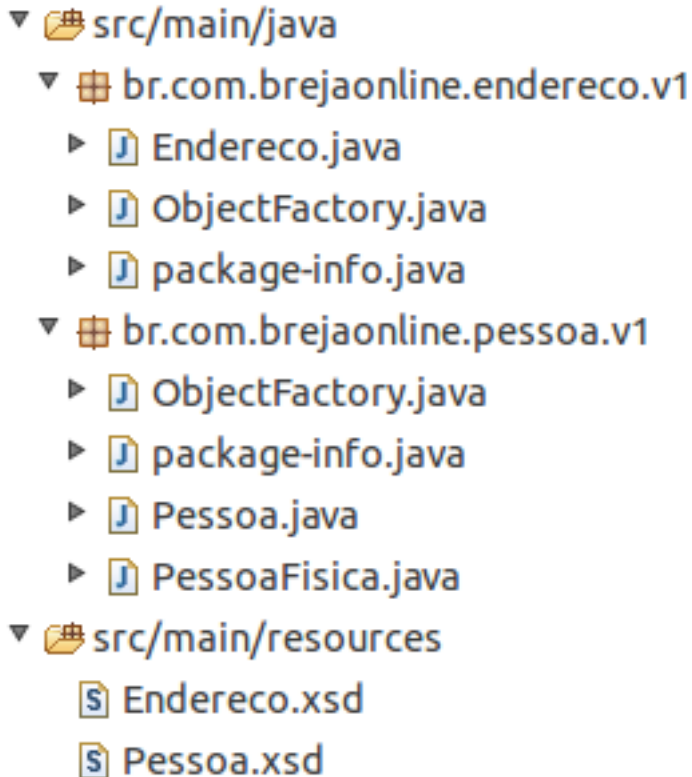 src/main/java
br.com.brejaonline.endereco.v1
Endereco.java
ObjectFactory.java
package-info.java
br.com.brejaonline.pessoa.v1
ObjectFactory.java
package-info.java
Pessoa.java
PessoaFisica.java
src/main/resources
Endereco.xsd
Pessoa.xsd